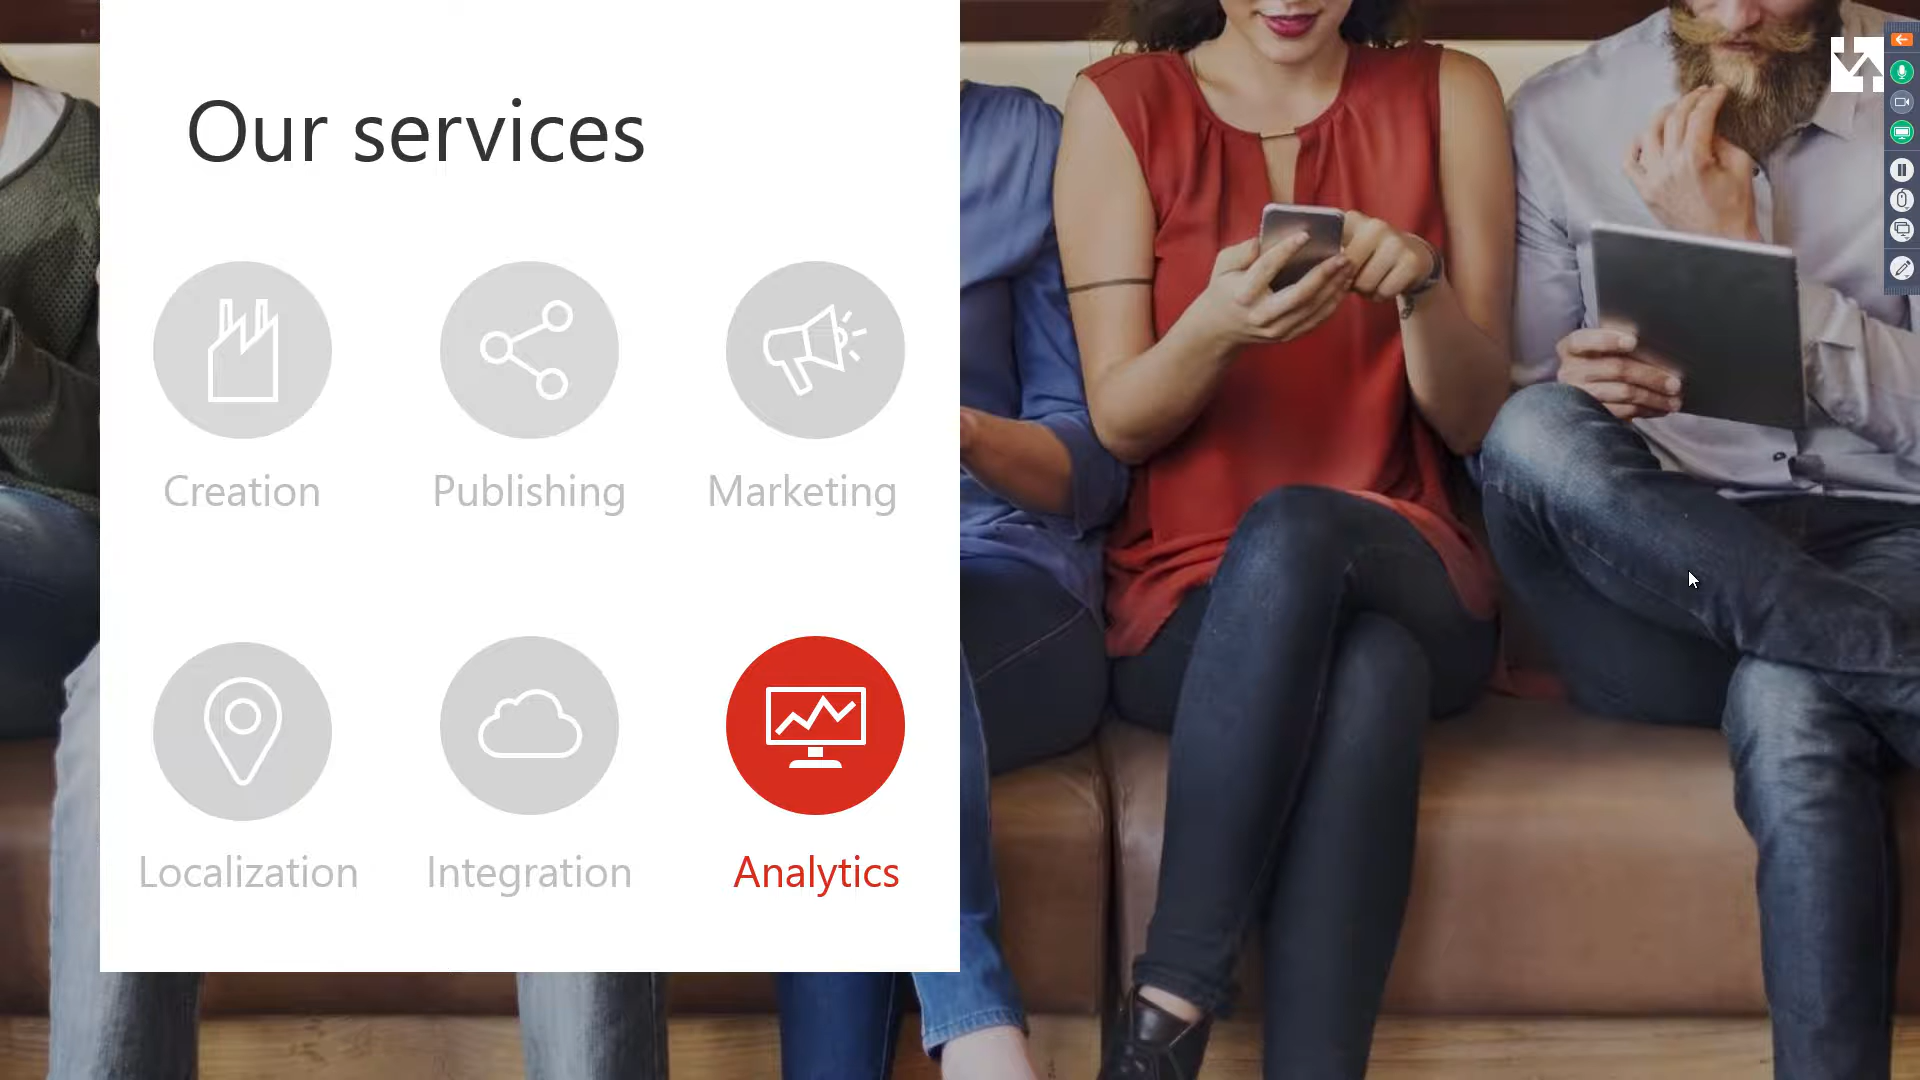 Our services
Creation
Publishing
Marketing
Localization
Integration
Analytics